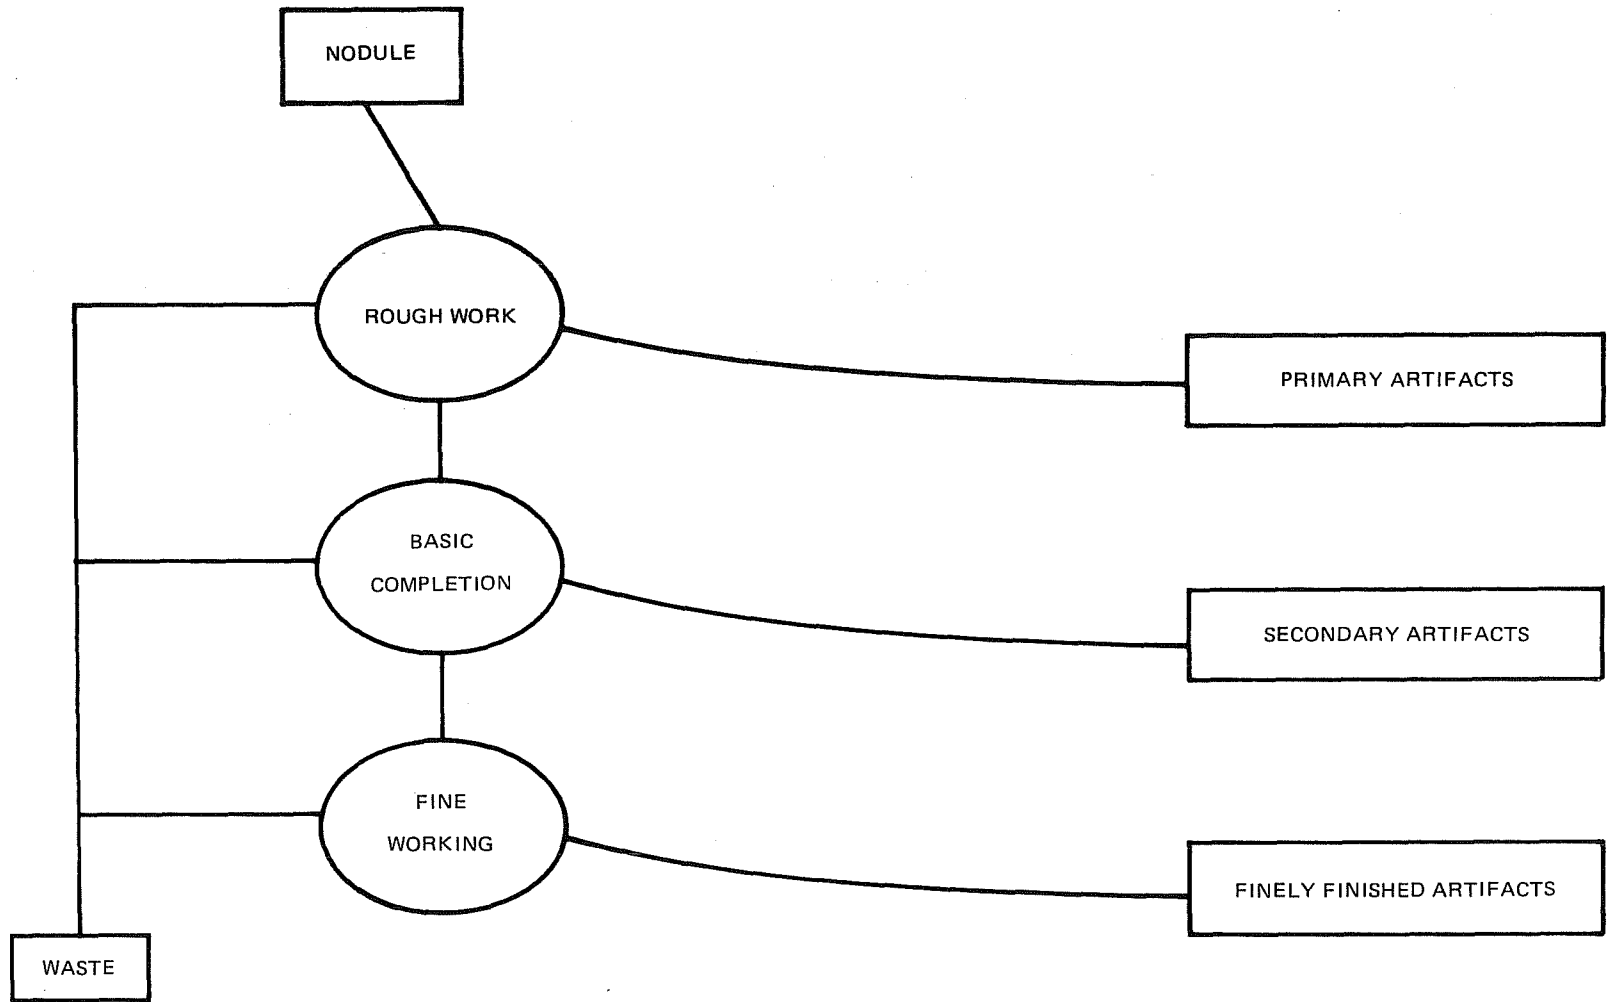 NODULE
ROUGH WORK
PRIMARY ARTIFACTS
BASIC
COMPLETION
SECONDARY ARTIFACTS
FINE
WORKING
FINELY FINISHED ARTIFACTS
WASTE